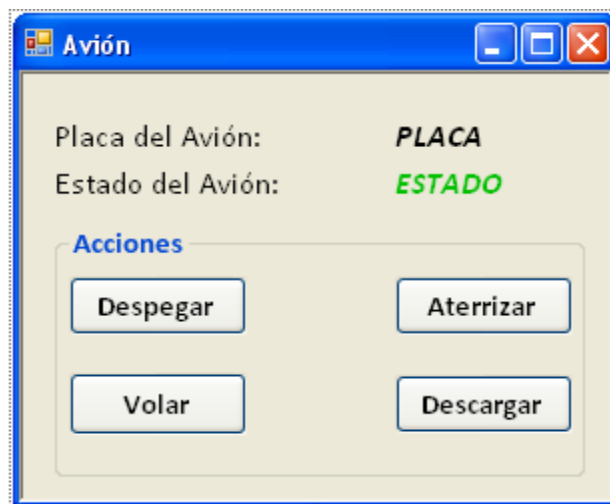 Avión
Placa del Avión: PLACA
Estado del Avión: ESTADO
Acciones
Despegar Aterrizar
Volar Descargar